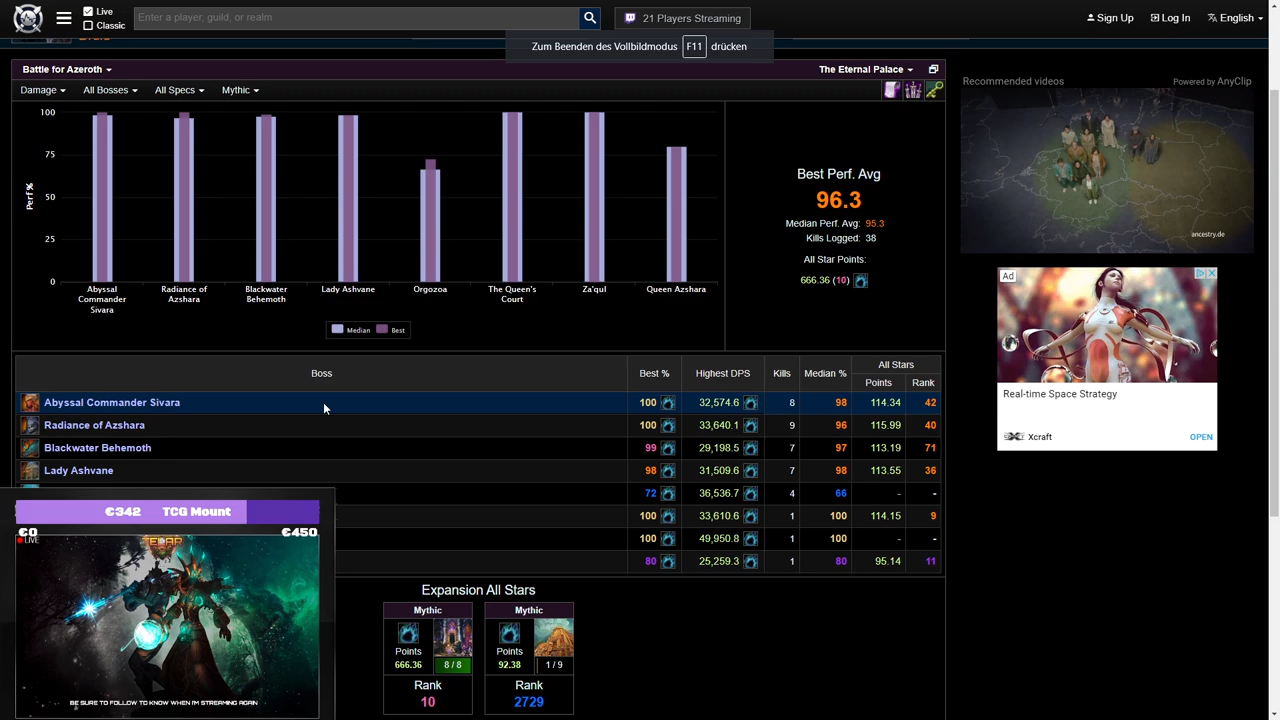 Live
Classic
Enter a player, guild, or realm
21 Players Streaming
Sign Up
Log In
English
Zum Beenden des Vollbildmodus F11 drücken
Battle for Azeroth
The Eternal Palace
Damage
All Bosses
All Specs
Mythic
Perf %
100
75
50
25
0
Abyssal Commander Sivara
Radiance of Azshara
Blackwater Behemoth
Lady Ashvane
Orgozoa
The Queen's Court
Za'qul
Queen Azshara
Median
Best
Best Perf. Avg
96.3
Median Perf. Avg: 95.3
Kills Logged: 38
All Star Points:
666.36 (10)
Recommended videos
Powered by AnyClip
ancestry.de
Ad
Real-time Space Strategy
Xcraft
OPEN
Boss Best % Highest DPS Kills Median % All Stars
Points Rank
Abyssal Commander Sivara 100 32,574.6 8 98 114.34 42
Radiance of Azshara 100 33,640.1 9 96 115.99 40
Blackwater Behemoth 99 29,198.5 7 97 113.19 71
Lady Ashvane 98 31,509.6 7 98 113.55 36
72 36,536.7 4 66 - -
100 33,610.6 1 100 114.15 9
100 49,950.8 1 100 - -
80 25,259.3 1 80 95.14 11
€342 TCG Mount
€0 €450
LIVE
BE SURE TO FOLLOW TO KNOW WHEN I'M STREAMING AGAIN
Expansion All Stars
Mythic
Points
666.36
8 / 8
Rank
10
Mythic
Points
92.38
1 / 9
Rank
2729